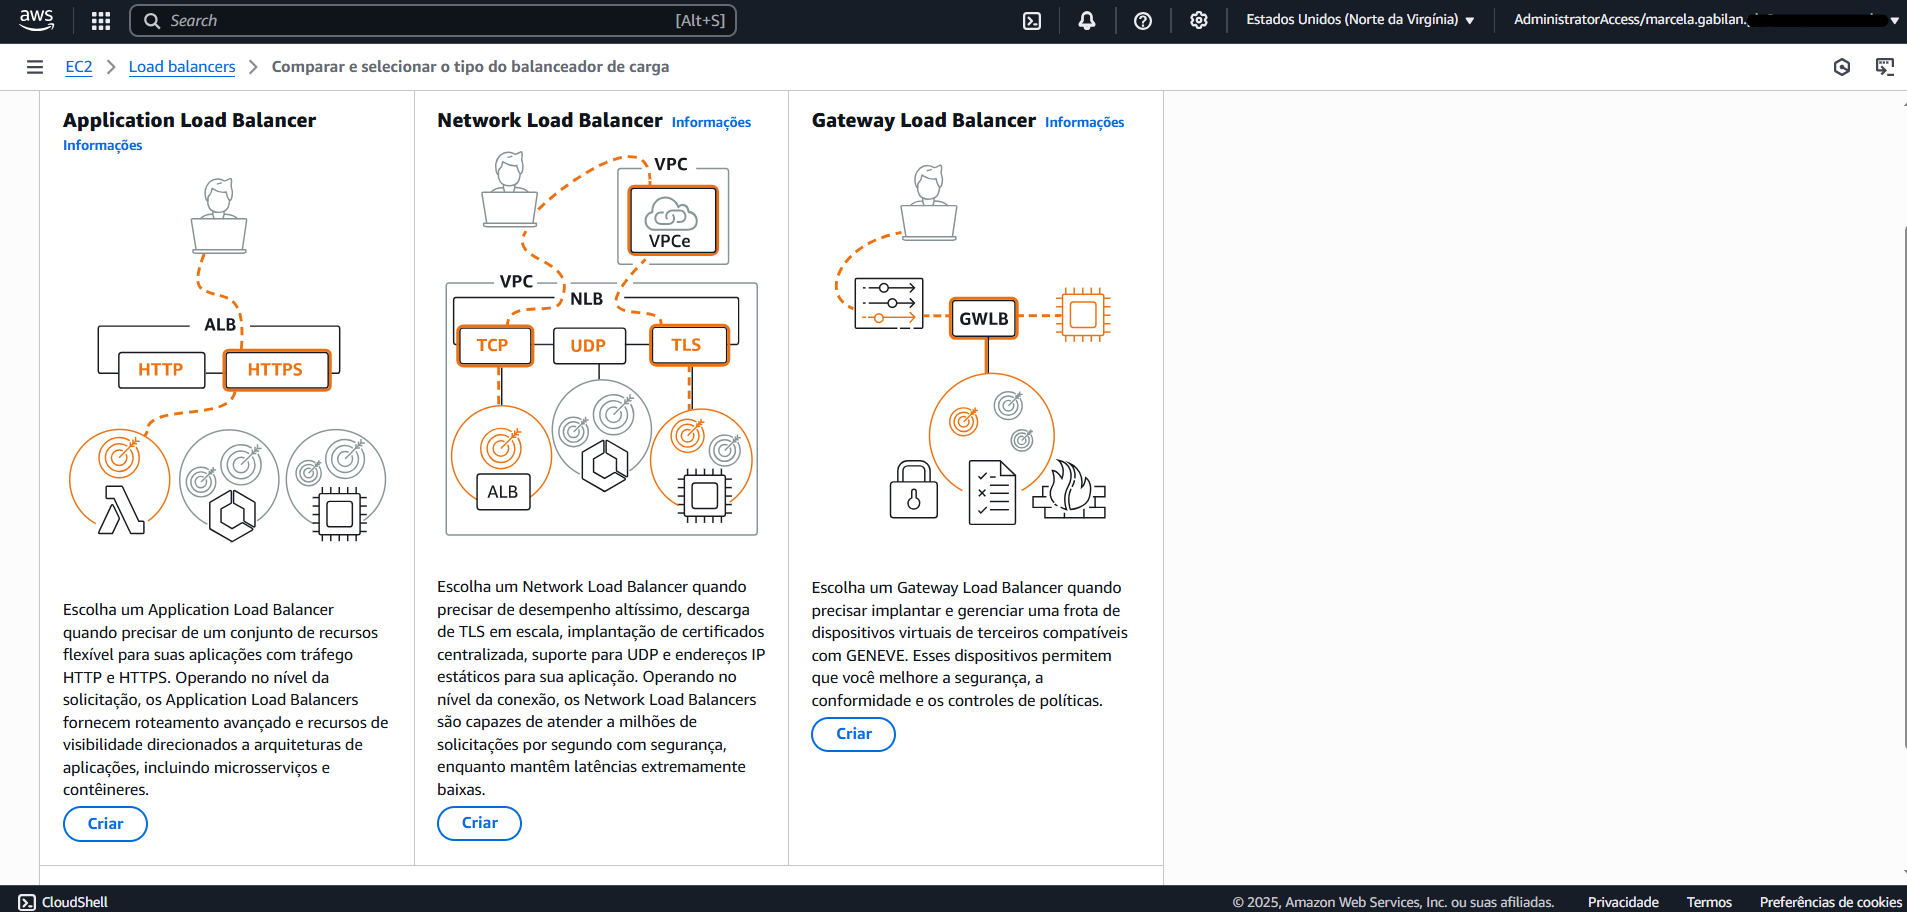 aws
Search
[Alt+S]
Estados Unidos (Norte da Virgínia)
AdministratorAccess/marcela.gabilan.
EC2
Load balancers
Comparar e selecionar o tipo do balanceador de carga
Application Load Balancer
Informações
ALB
HTTP
HTTPS
Escolha um Application Load Balancer
quando precisar de um conjunto de recursos
flexível para suas aplicações com tráfego
HTTP e HTTPS. Operando no nível da
solicitação, os Application Load Balancers
fornecem roteamento avançado e recursos de
visibilidade direcionados a arquiteturas de
aplicações, incluindo microsserviços e
contêineres.
Criar
Network Load Balancer Informações
VPC
VPCe
VPC
NLB
TCP
UDP
TLS
ALB
Escolha um Network Load Balancer quando
precisar de desempenho altíssimo, descarga
de TLS em escala, implantação de certificados
centralizada, suporte para UDP e endereços IP
estáticos para sua aplicação. Operando no
nível da conexão, os Network Load Balancers
são capazes de atender a milhões de
solicitações por segundo com segurança,
enquanto mantêm latências extremamente
baixas.
Criar
Gateway Load Balancer Informações
GWLB
Escolha um Gateway Load Balancer quando
precisar implantar e gerenciar uma frota de
dispositivos virtuais de terceiros compatíveis
com GENEVE. Esses dispositivos permitem
que você melhore a segurança, a
conformidade e os controles de políticas.
Criar
CloudShell
© 2025, Amazon Web Services, Inc. ou suas afiliadas.
Privacidade
Termos
Preferências de cookies